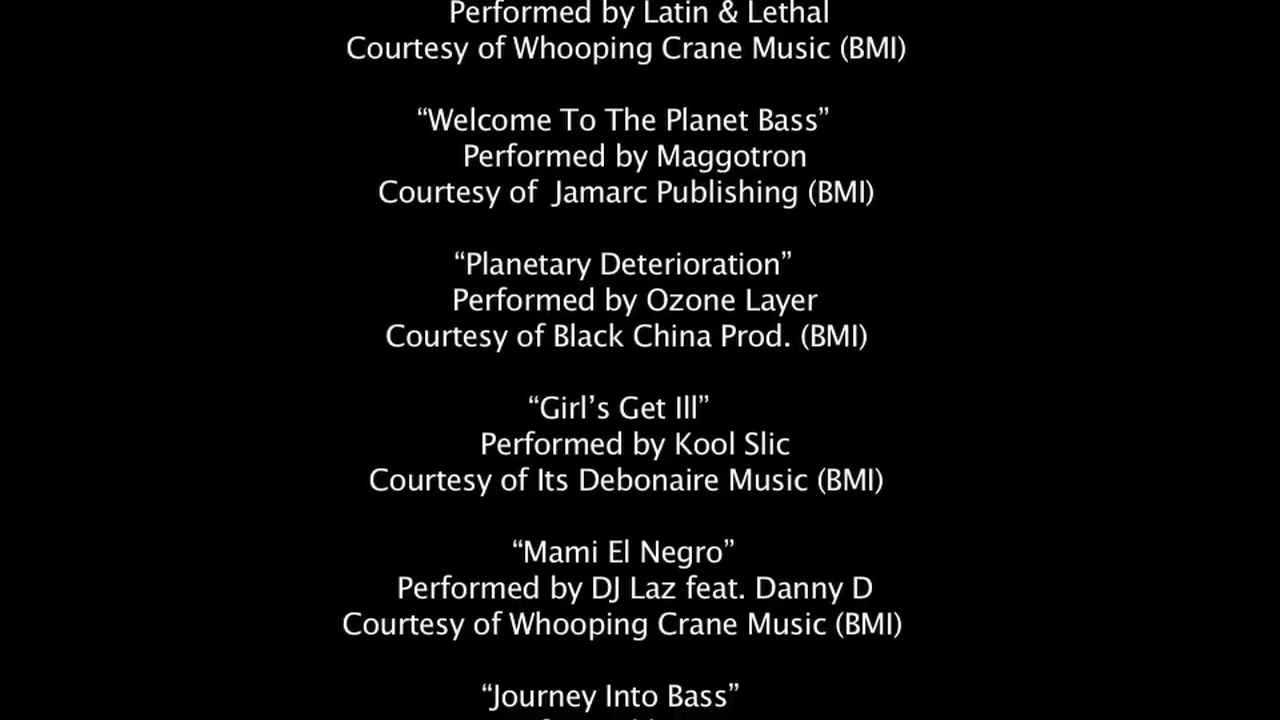 Performed by Latin & Lethal
Courtesy of Whooping Crane Music (BMI)
“Welcome To The Planet Bass”
Performed by Maggotron
Courtesy of  Jamarc Publishing (BMI)
“Planetary Deterioration”
Performed by Ozone Layer
Courtesy of Black China Prod. (BMI)
“Girl’s Get Ill”
Performed by Kool Slic
Courtesy of Its Debonaire Music (BMI)
“Mami El Negro”
Performed by DJ Laz feat. Danny D
Courtesy of Whooping Crane Music (BMI)
“Journey Into Bass”